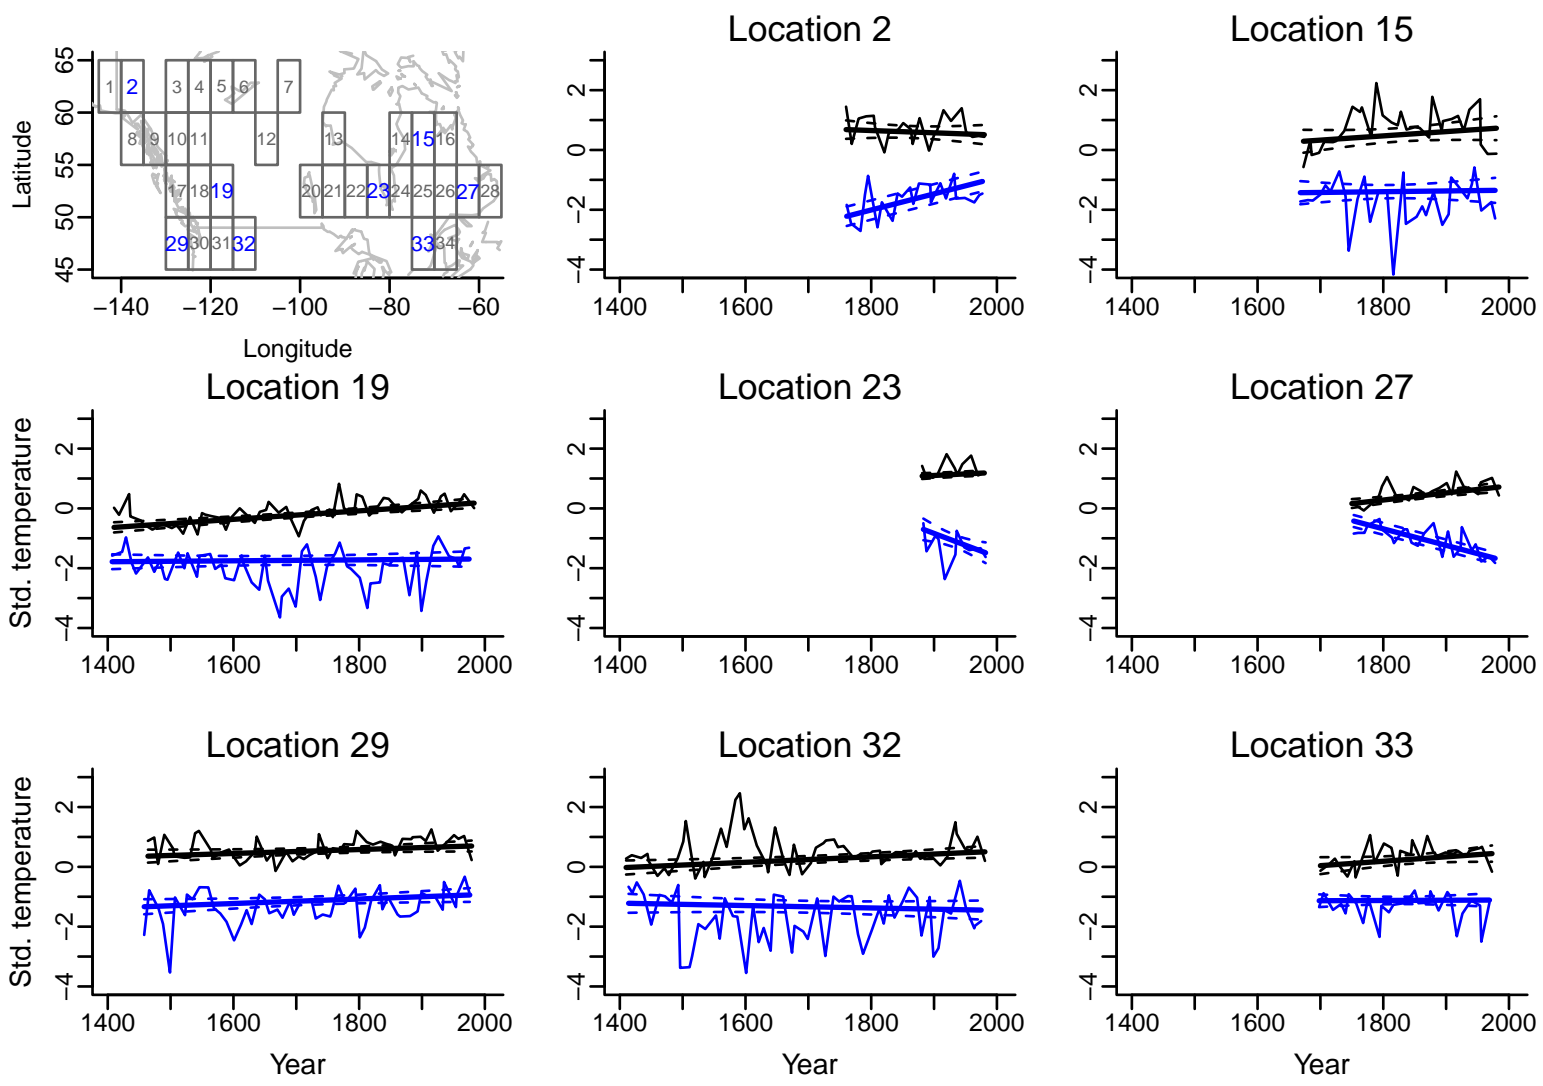 Location 2
Location 15
Latitude
65
60
55
50
45
1 2 3 4 5 6 7
8 9 10 11 12 13 14 15 16
17 18 19 20 21 22 23 24 25 26 27 28
29 30 31 32 33 34
−140 −120 −100 −80 −60
Longitude
2
0
−2
−4
1400 1600 1800 2000
2
0
−2
−4
1400 1600 1800 2000
Location 19
Location 23
Location 27
Std. temperature
2
0
−2
−4
1400 1600 1800 2000
2
0
−2
−4
1400 1600 1800 2000
2
0
−2
−4
1400 1600 1800 2000
Location 29
Location 32
Location 33
Std. temperature
2
0
−2
−4
1400 1600 1800 2000
Year
2
0
−2
−4
1400 1600 1800 2000
Year
2
0
−2
−4
1400 1600 1800 2000
Year